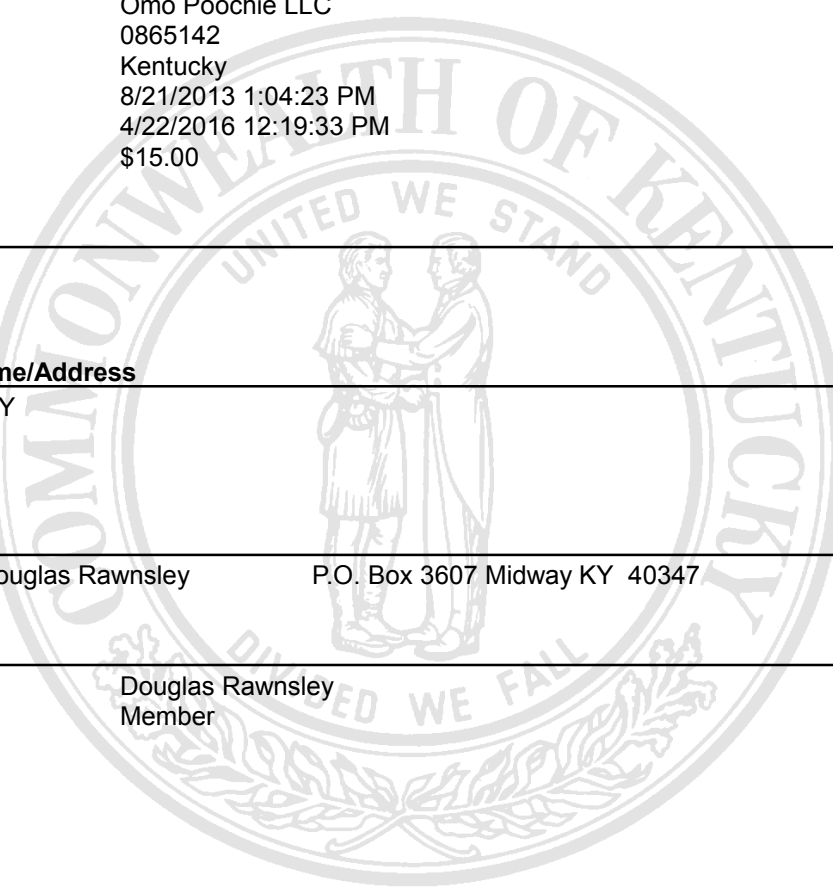 Omo Poochie LLC
0865142
Kentucky
8/21/2013 1:04:23 PM
4/22/2016 12:19:33 PM
$15.00
COMMONWEALTH OF KENTUCKY
UNITED WE STAND
me/Address
Y
ouglas Rawnsley P.O. Box 3607 Midway KY 40347
DIVIDED WE FALL
Douglas Rawnsley
Member